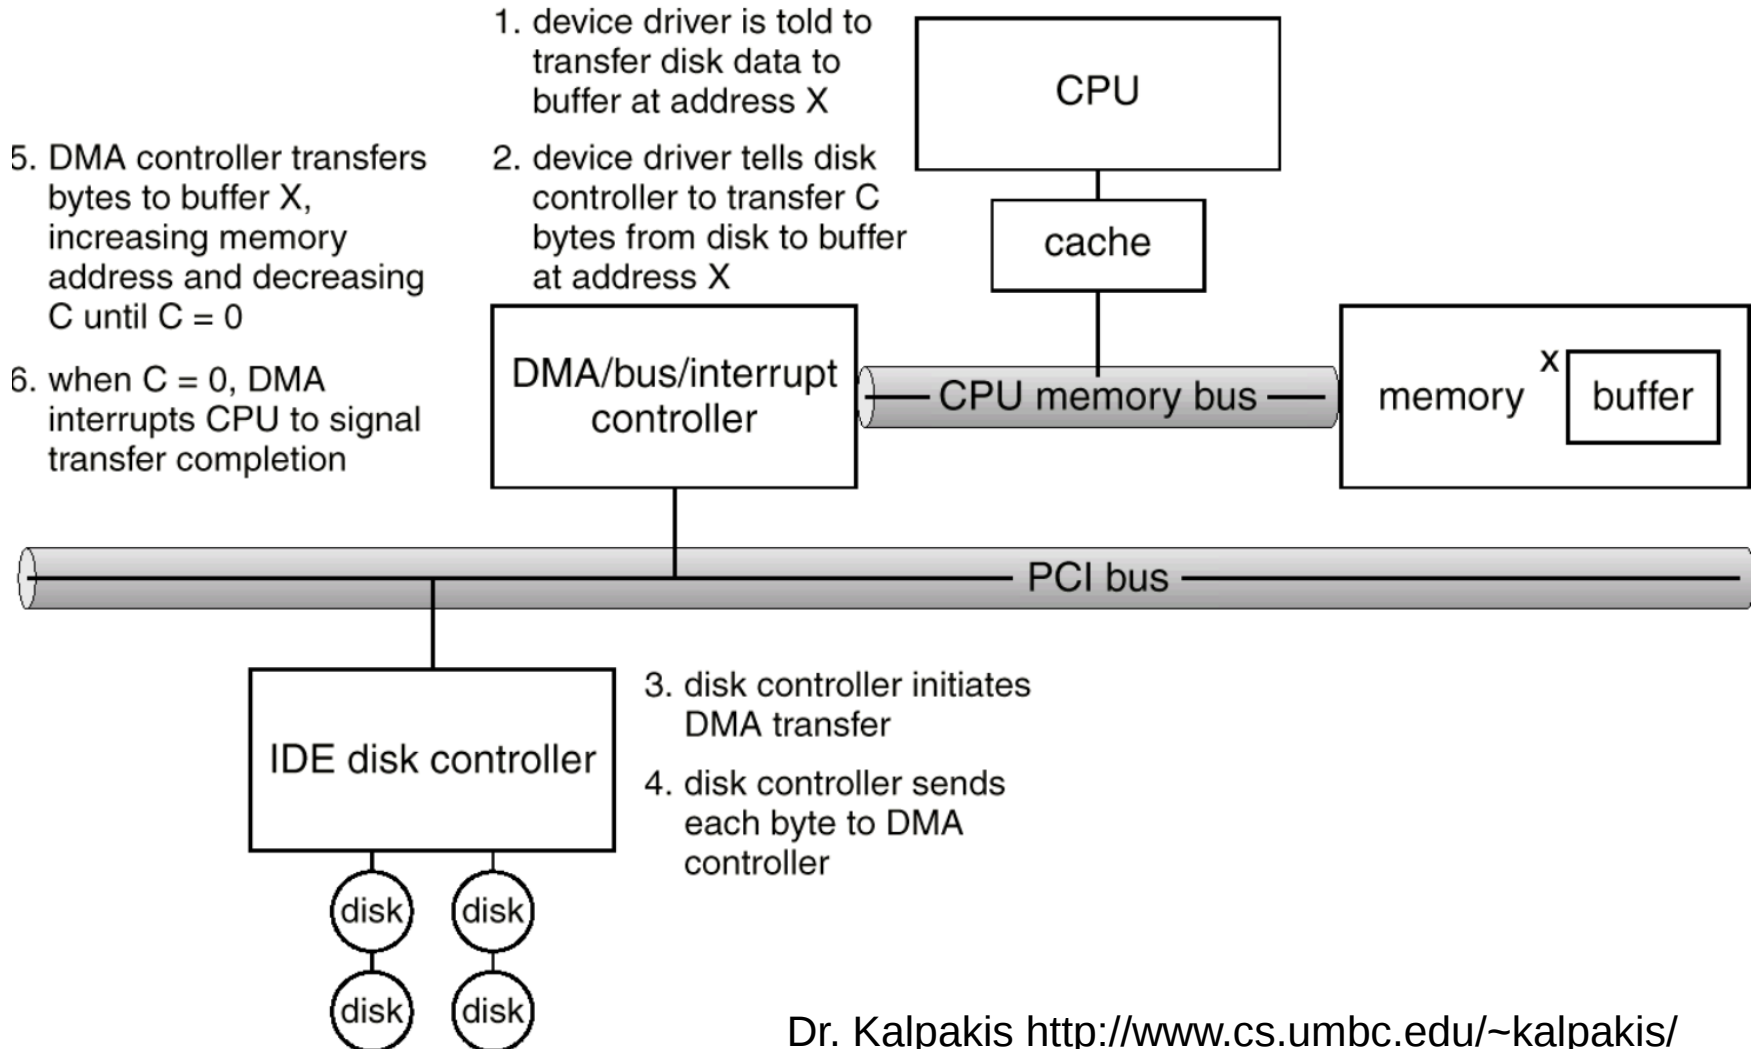 1. device driver is told to
transfer disk data to
buffer at address X
2. device driver tells disk
controller to transfer C
bytes from disk to buffer
at address X
5. DMA controller transfers
bytes to buffer X,
increasing memory
address and decreasing
C until C = 0
6. when C = 0, DMA
interrupts CPU to signal
transfer completion
CPU
cache
DMA/bus/interrupt
controller
CPU memory bus
memory
x
buffer
PCI bus
IDE disk controller
3. disk controller initiates
DMA transfer
4. disk controller sends
each byte to DMA
controller
disk
disk
disk
disk
Dr. Kalpakis http://www.cs.umbc.edu/~kalpakis/